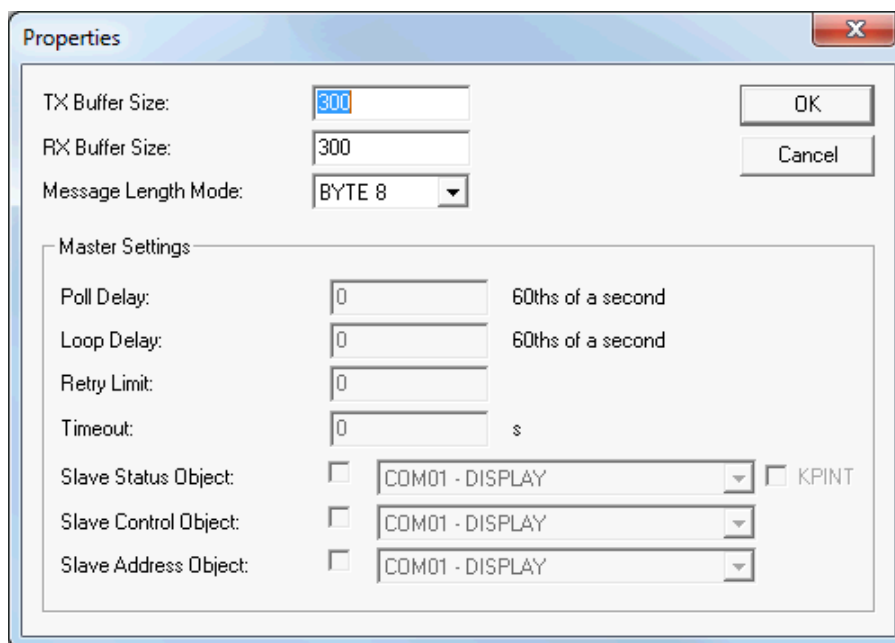 Properties
TX Buffer Size: 300 OK
RX Buffer Size: 300 Cancel
Message Length Mode: BYTE 8
Master Settings
Poll Delay: 0 60ths of a second
Loop Delay: 0 60ths of a second
Retry Limit: 0
Timeout: 0 s
Slave Status Object: COM01 - DISPLAY KPINT
Slave Control Object: COM01 - DISPLAY
Slave Address Object: COM01 - DISPLAY